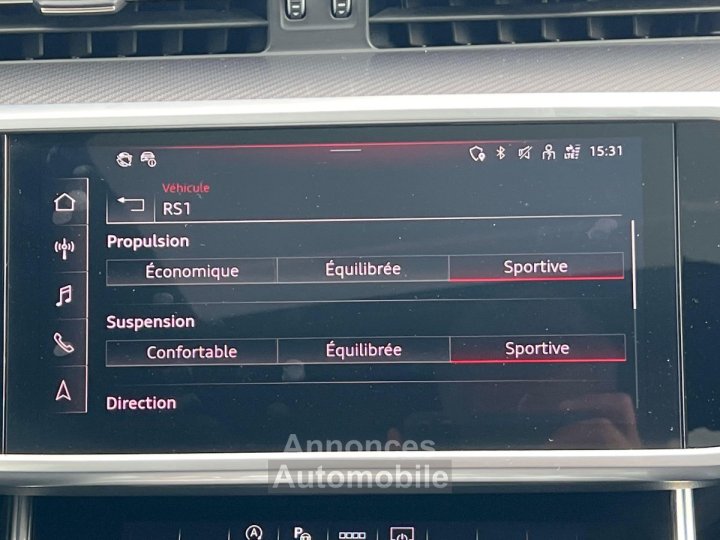 15:31
Véhicule
RS1
Propulsion
Économique Équilibrée Sportive
Suspension
Confortable Équilibrée Sportive
Direction
Annonces
Automobile
A P